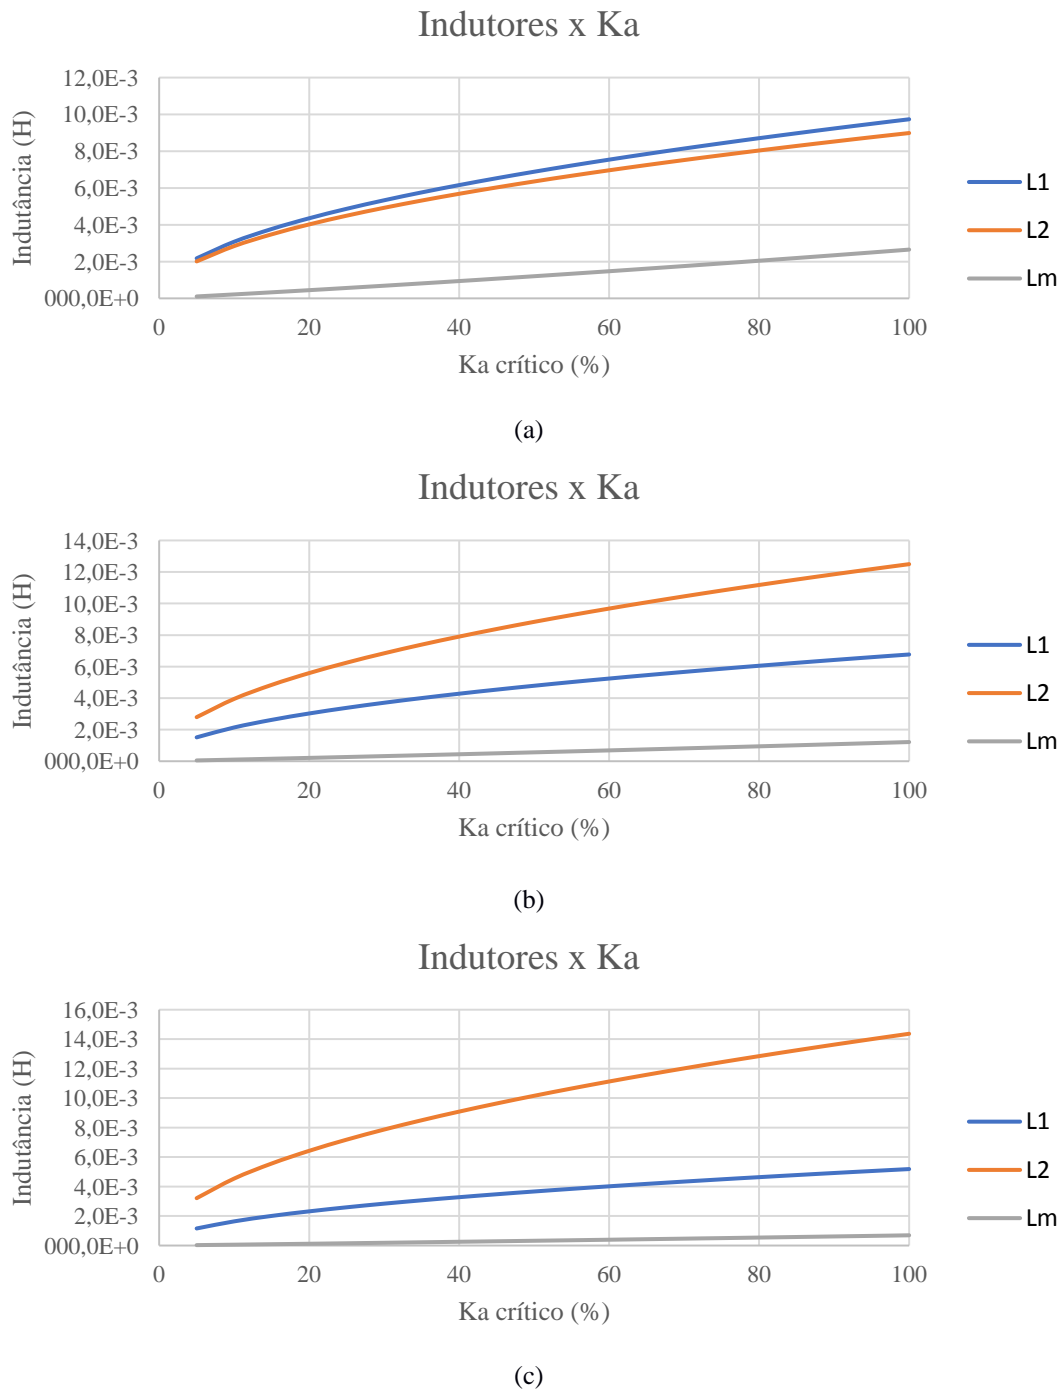 Indutores x Ka
12,0E-3
10,0E-3
8,0E-3
6,0E-3
4,0E-3
2,0E-3
000,0E+0
Indutância (H)
0 20 40 60 80 100
Ka crítico (%)
L1
L2
Lm
(a)
Indutores x Ka
14,0E-3
12,0E-3
10,0E-3
8,0E-3
6,0E-3
4,0E-3
2,0E-3
000,0E+0
Indutância (H)
0 20 40 60 80 100
Ka crítico (%)
L1
L2
Lm
(b)
Indutores x Ka
16,0E-3
14,0E-3
12,0E-3
10,0E-3
8,0E-3
6,0E-3
4,0E-3
2,0E-3
000,0E+0
Indutância (H)
0 20 40 60 80 100
Ka crítico (%)
L1
L2
Lm
(c)